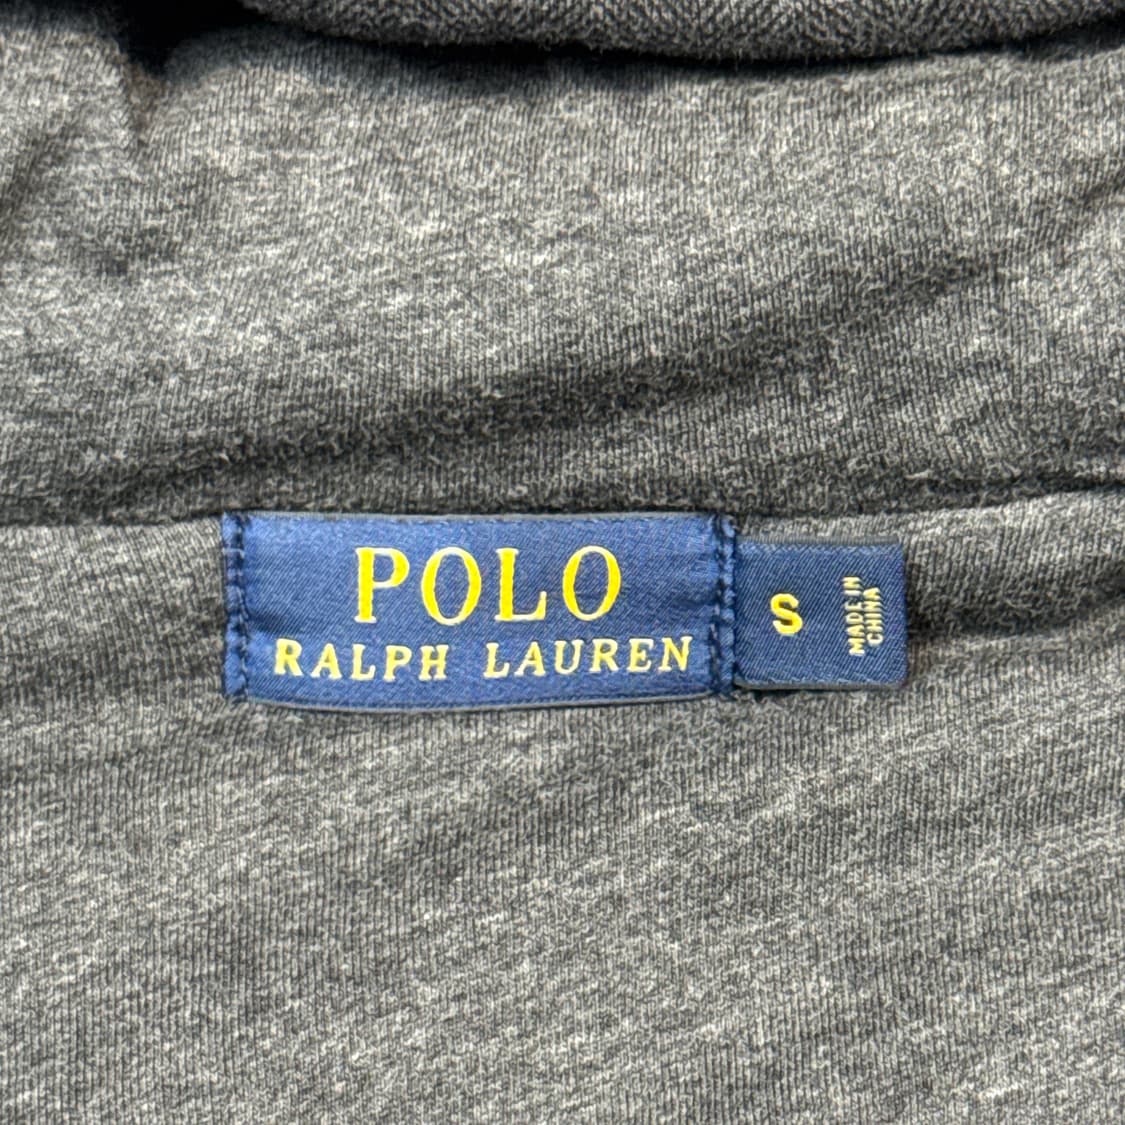 POLO
RALPH LAUREN
S
MADE IN
CHINA